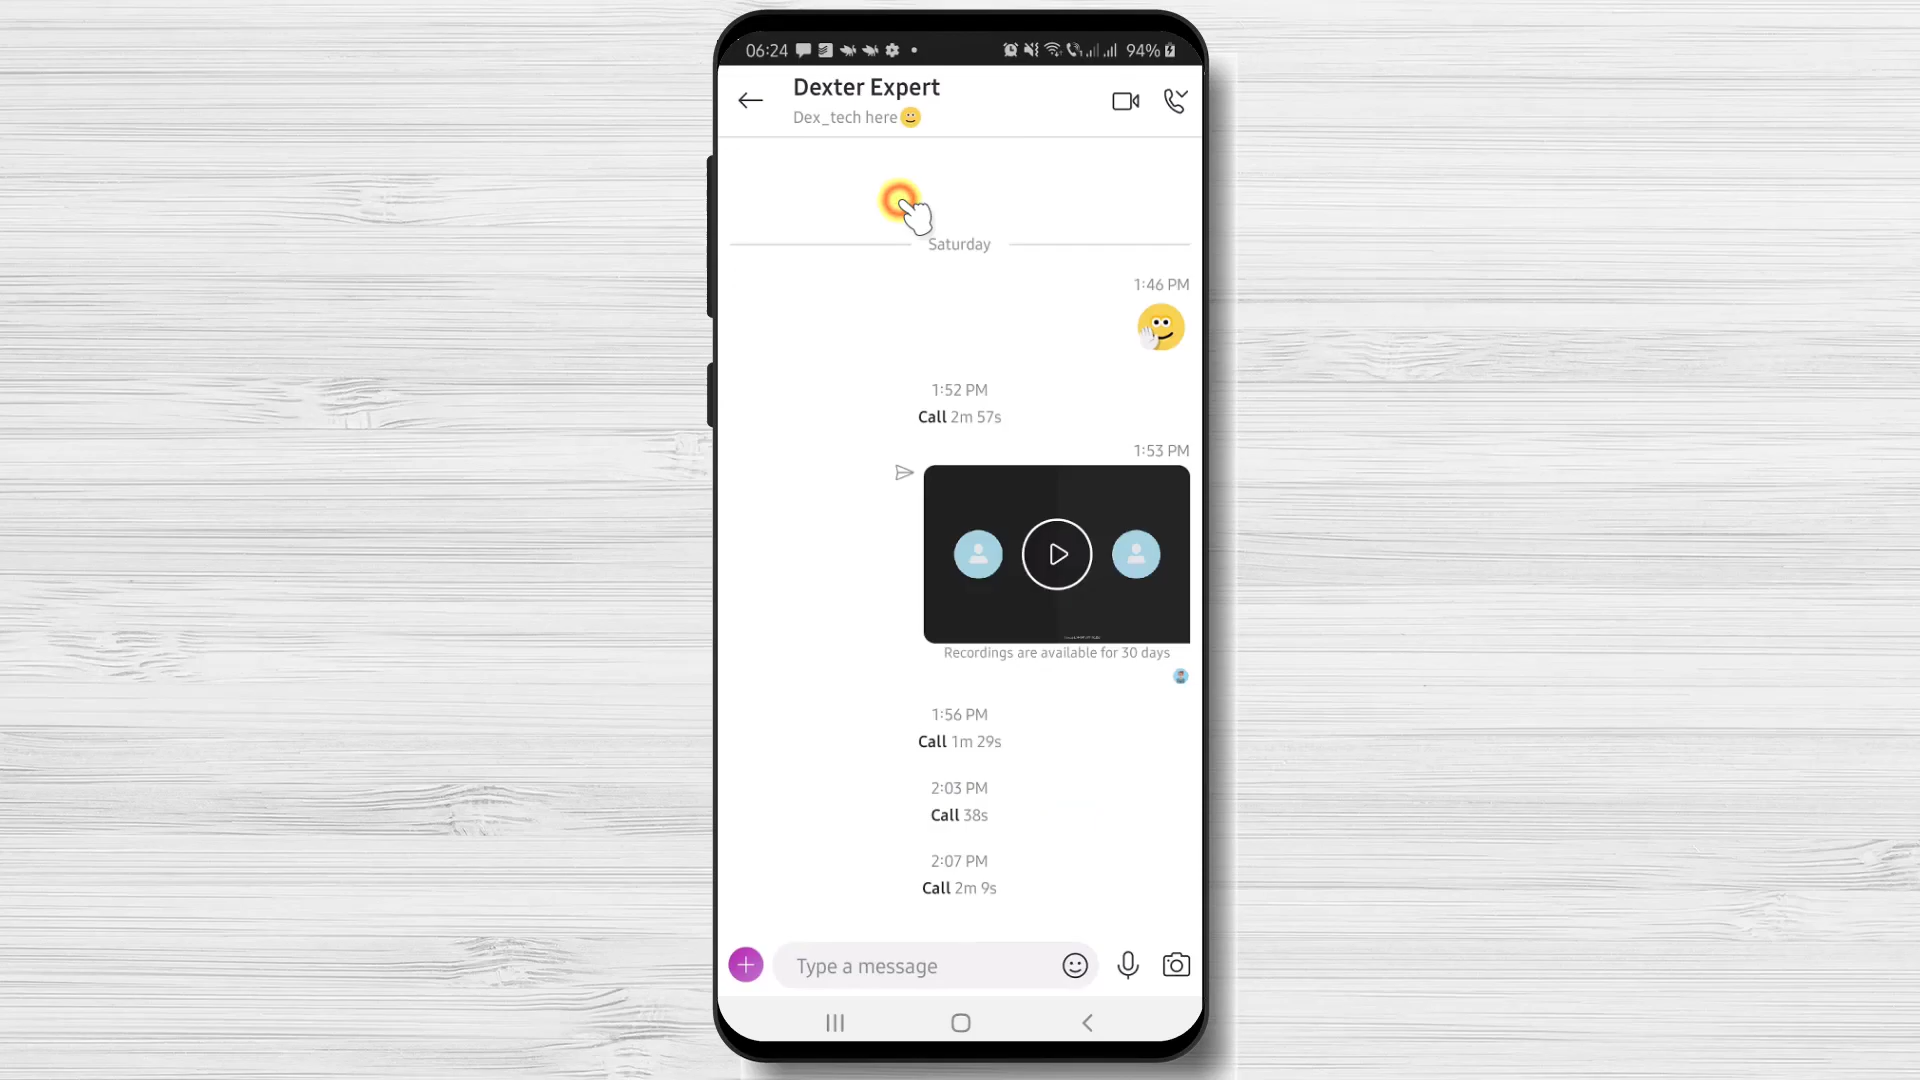 06:24
94%
Dexter Expert
Dex_tech here
Saturday
1:46 PM
1:52 PM
Call 2m 57s
1:53 PM
Recordings are available for 30 days
1:56 PM
Call 1m 29s
2:03 PM
Call 38s
2:07 PM
Call 2m 9s
Type a message